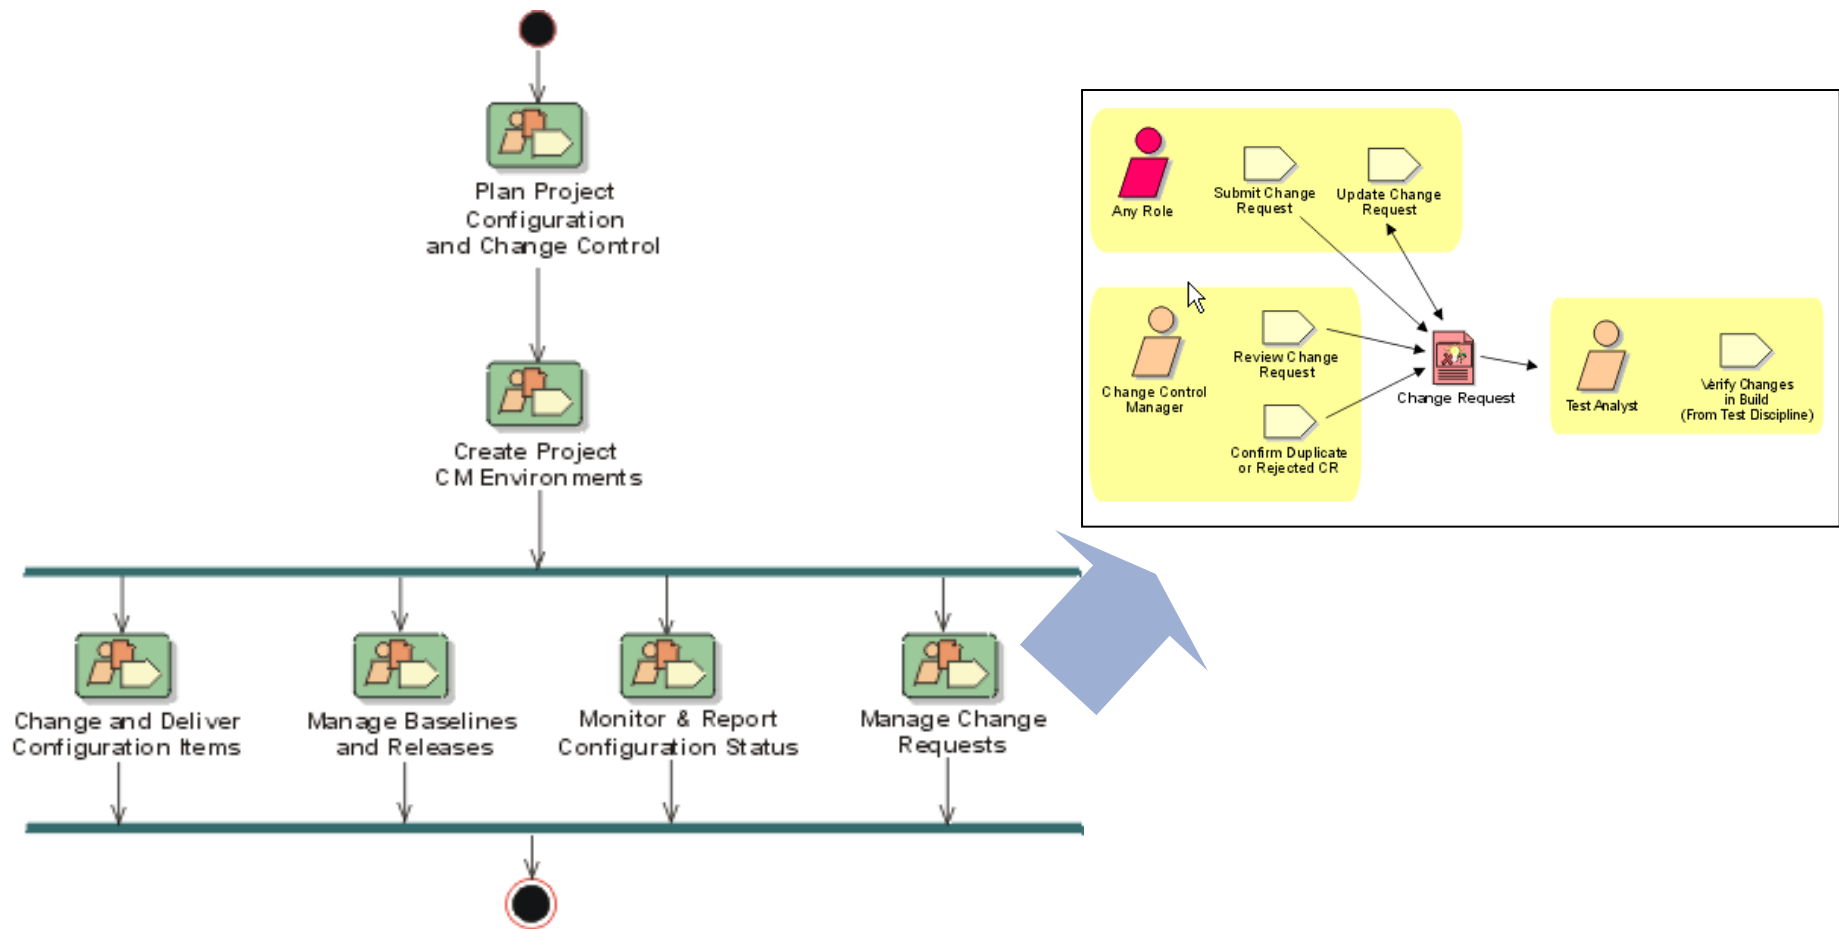 Plan Project
Configuration
and Change Control
Create Project
CM Environments
Change and Deliver
Configuration Items
Manage Baselines
and Releases
Monitor & Report
Configuration Status
Manage Change
Requests
Any Role
Submit Change
Request
Update Change
Request
Change Control
Manager
Review Change
Request
Confirm Duplicate
or Rejected CR
Change Request
Test Analyst
Verify Changes
in Build
(From Test Discipline)